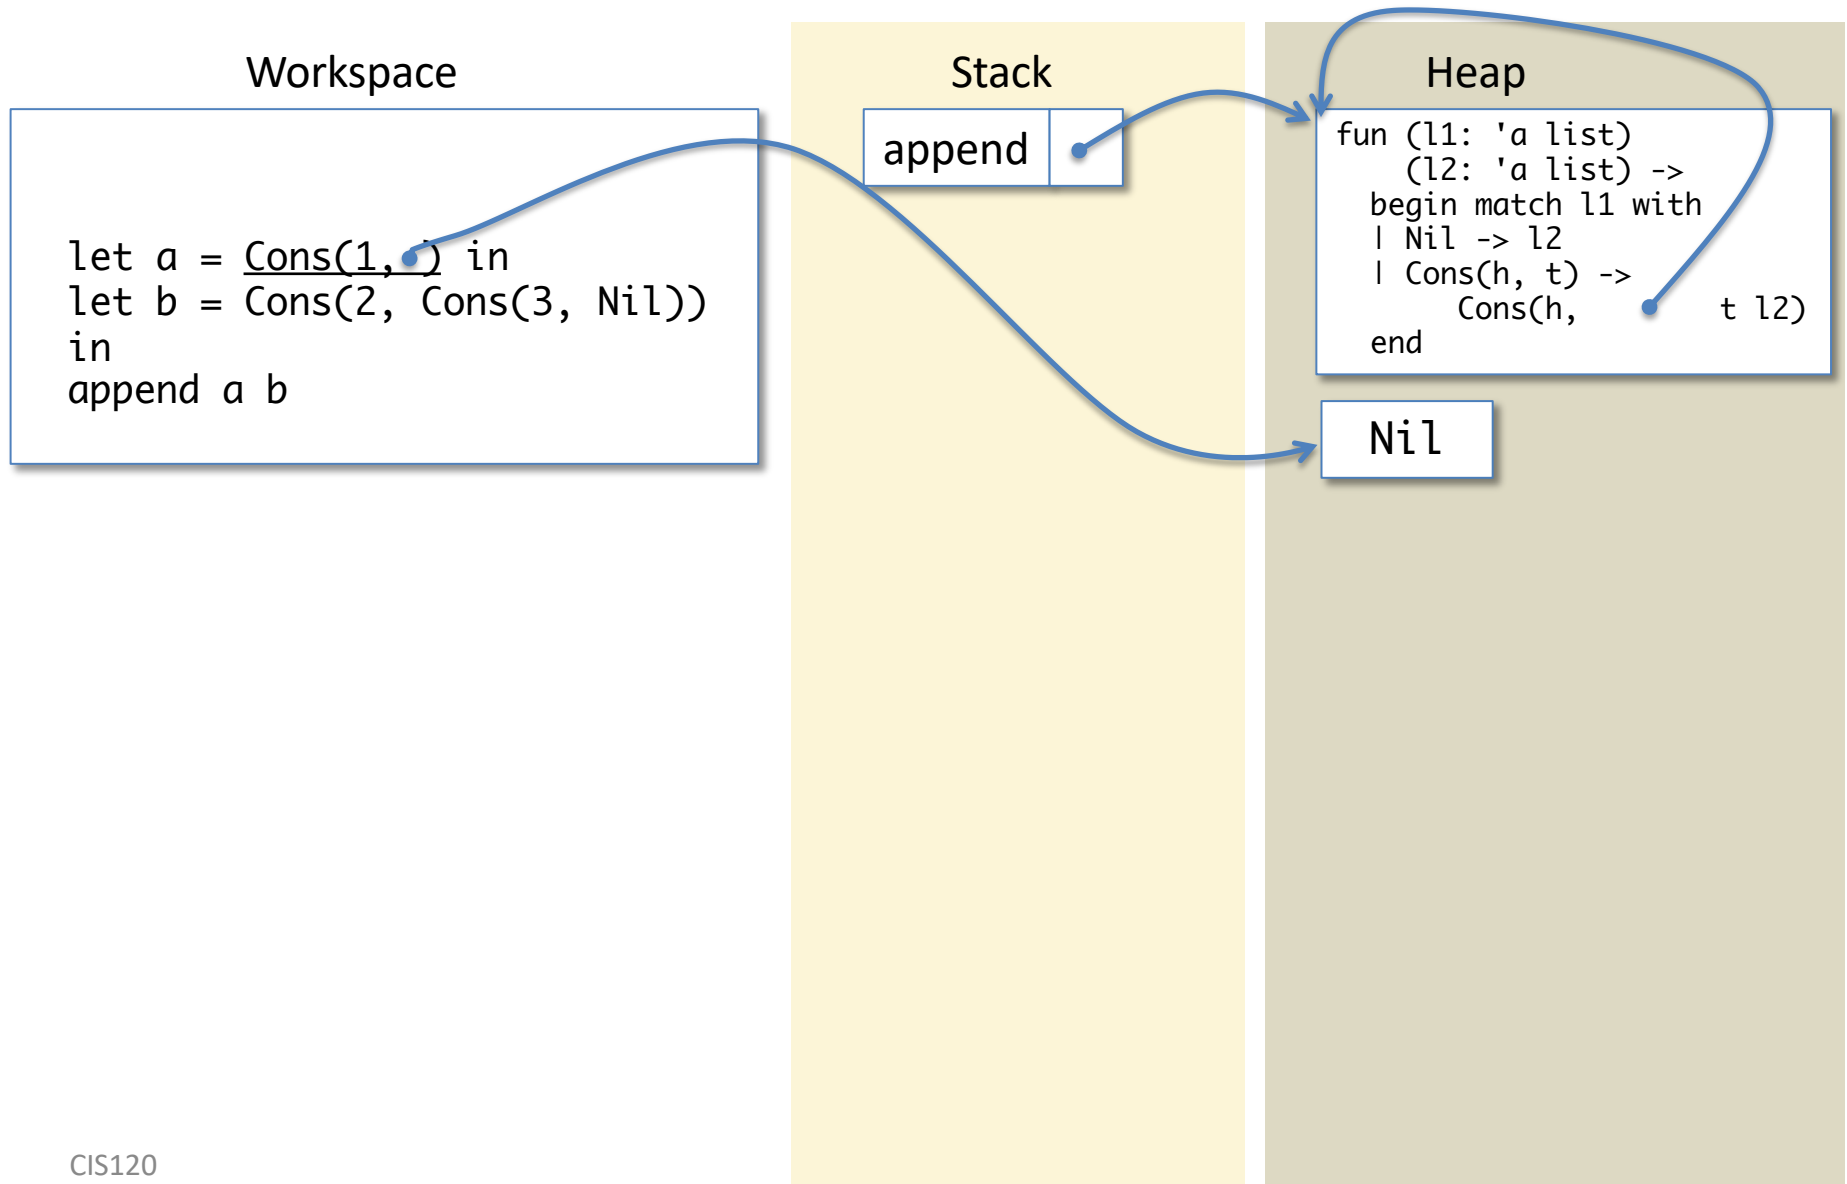 Workspace
let a = Cons(1, ) in
let b = Cons(2, Cons(3, Nil))
in
append a b
Stack
append
Heap
fun (l1: 'a list)
(l2: 'a list) ->
begin match l1 with
| Nil -> l2
| Cons(h, t) ->
Cons(h, t l2)
end
Nil
CIS120